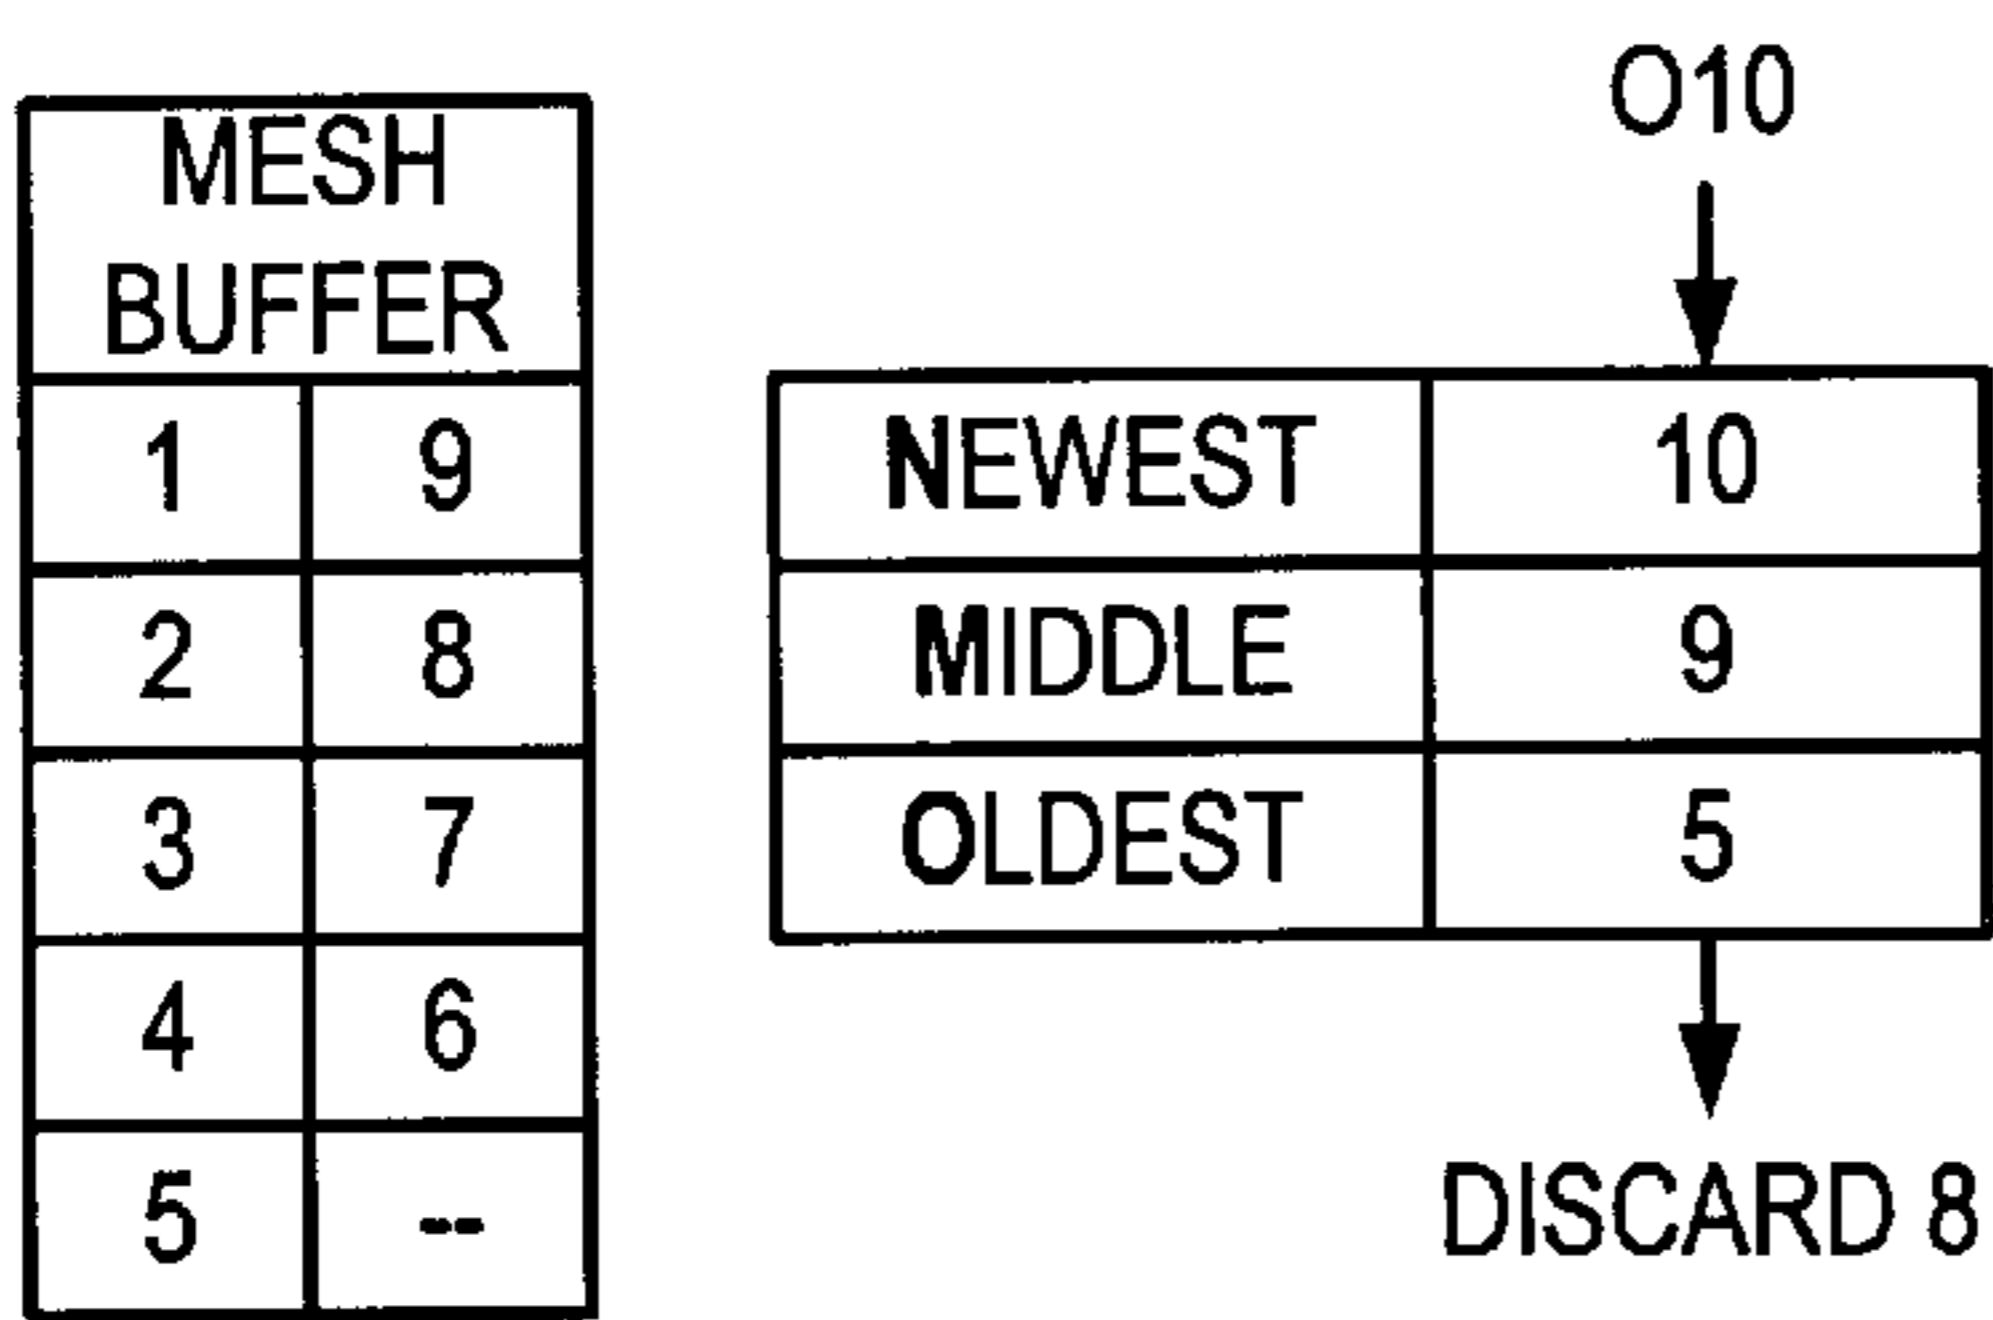 MESH
BUFFER
1 9
2 8
3 7
4 6
5 --
O10
NEWEST 10
MIDDLE 9
OLDEST 5
DISCARD 8